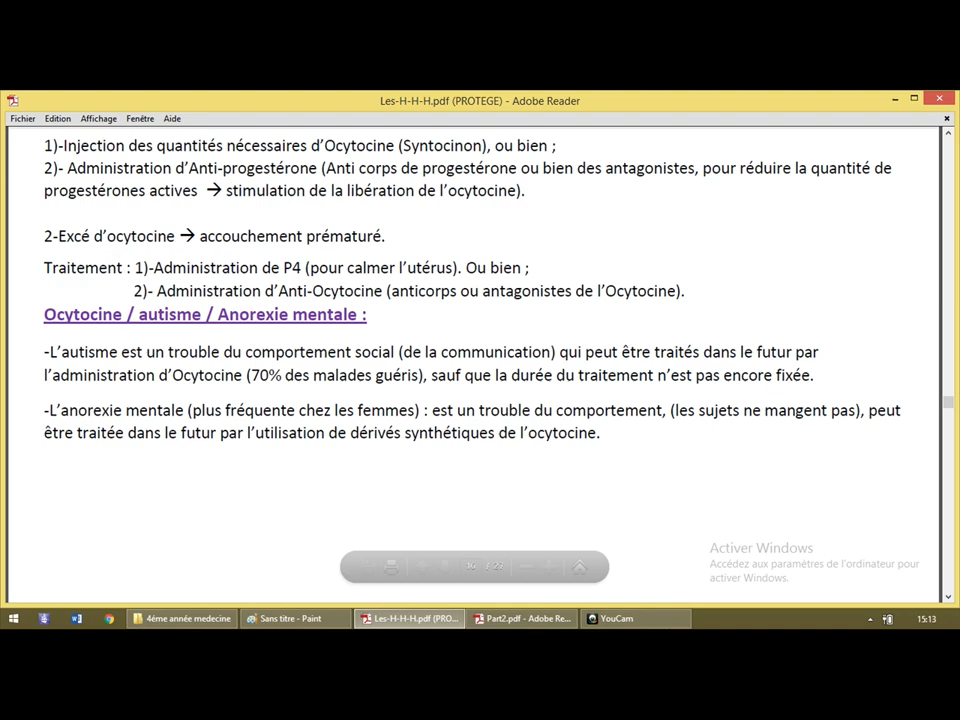 Les-H-H-H.pdf (PROTEGE) - Adobe Reader
Fichier Edition Affichage Fenêtre Aide
1)-Injection des quantités nécessaires d'Ocytocine (Syntocinon), ou bien ;
2)- Administration d'Anti-progestérone (Anti corps de progestérone ou bien des antagonistes, pour réduire la quantité de
progestérones actives → stimulation de la libération de l'ocytocine).
2-Excé d'ocytocine → accouchement prématuré.
Traitement : 1)-Administration de P4 (pour calmer l'utérus). Ou bien ;
2)- Administration d'Anti-Ocytocine (anticorps ou antagonistes de l'Ocytocine).
Ocytocine / autisme / Anorexie mentale :
-L'autisme est un trouble du comportement social (de la communication) qui peut être traités dans le futur par
l'administration d'Ocytocine (70% des malades guéris), sauf que la durée du traitement n'est pas encore fixée.
-L'anorexie mentale (plus fréquente chez les femmes) : est un trouble du comportement, (les sujets ne mangent pas), peut
être traitée dans le futur par l'utilisation de dérivés synthétiques de l'ocytocine.
Activer Windows
Accédez aux paramètres de l'ordinateur pour
activer Windows.
16 / 27
4éme année medecine Sans titre - Paint Les-H-H-H.pdf (PRO... Part2.pdf - Adobe Re... YouCam 15:13